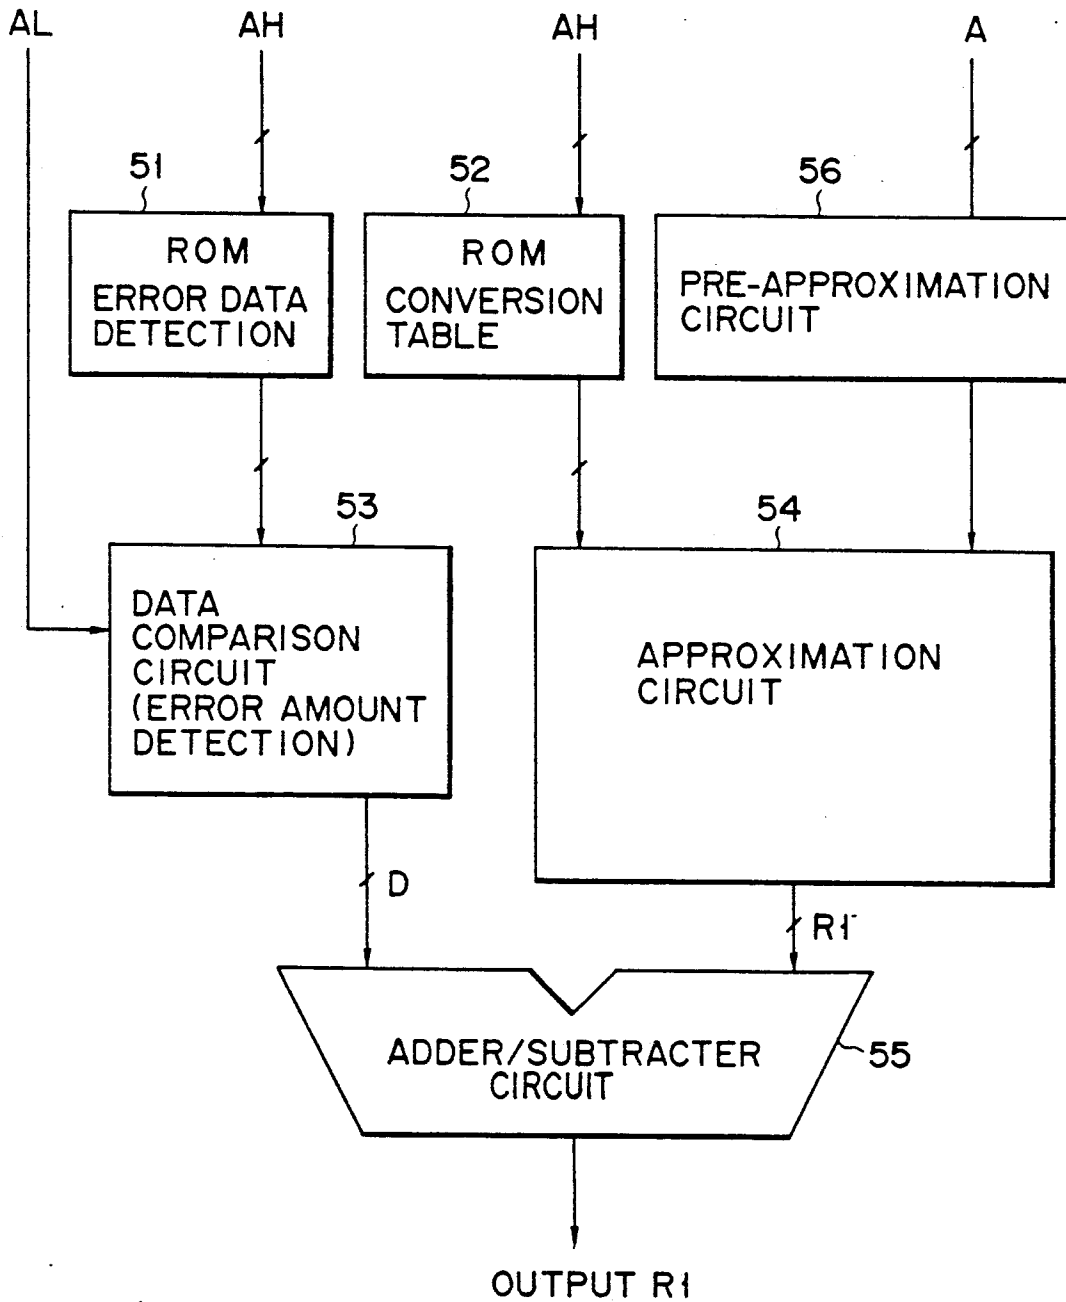 AL
AH
AH
A
51
52
56
ROM
ERROR DATA
DETECTION
ROM
CONVERSION
TABLE
PRE-APPROXIMATION
CIRCUIT
53
54
DATA
COMPARISON
CIRCUIT
(ERROR AMOUNT
DETECTION)
APPROXIMATION
CIRCUIT
D
R1
ADDER/SUBTRACTER
CIRCUIT
55
OUTPUT R1